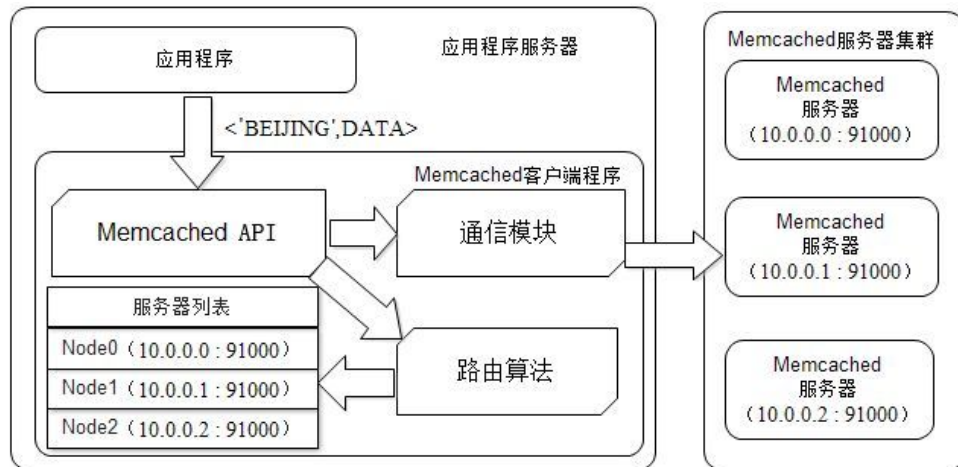 应用程序
应用程序服务器
<'BEIJING',DATA>
Memcached客户端程序
Memcached API
通信模块
服务器列表
Node0（10.0.0.0 : 91000）
Node1（10.0.0.1 : 91000）
Node2（10.0.0.2 : 91000）
路由算法
Memcached服务器集群
Memcached
服务器
（10.0.0.0 : 91000）
Memcached
服务器
（10.0.0.1 : 91000）
Memcached
服务器
（10.0.0.2 : 91000）